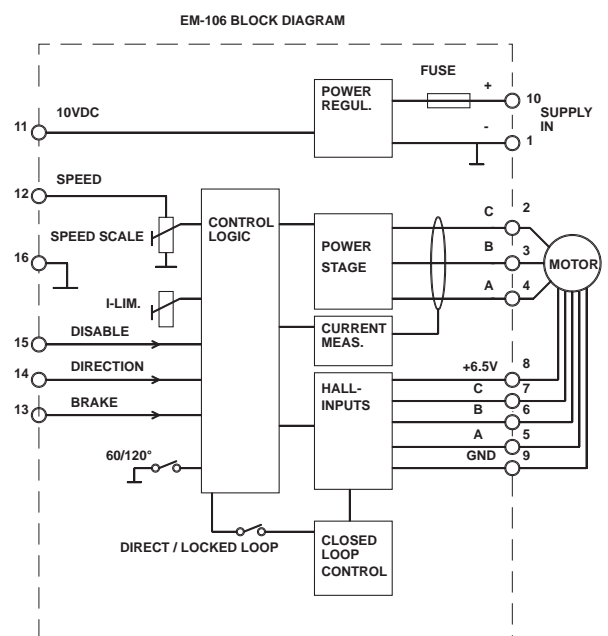 EM-106 BLOCK DIAGRAM
FUSE
POWER
REGUL.
+
10
SUPPLY
IN
-
1
11
10VDC
12
SPEED
SPEED SCALE
16
CONTROL
LOGIC
POWER
STAGE
C
2
B
3
A
4
MOTOR
I-LIM.
15
DISABLE
14
DIRECTION
13
BRAKE
CURRENT
MEAS.
HALL-
INPUTS
+6.5V
8
C
7
B
6
A
5
GND
9
60/120°
DIRECT / LOCKED LOOP
CLOSED
LOOP
CONTROL